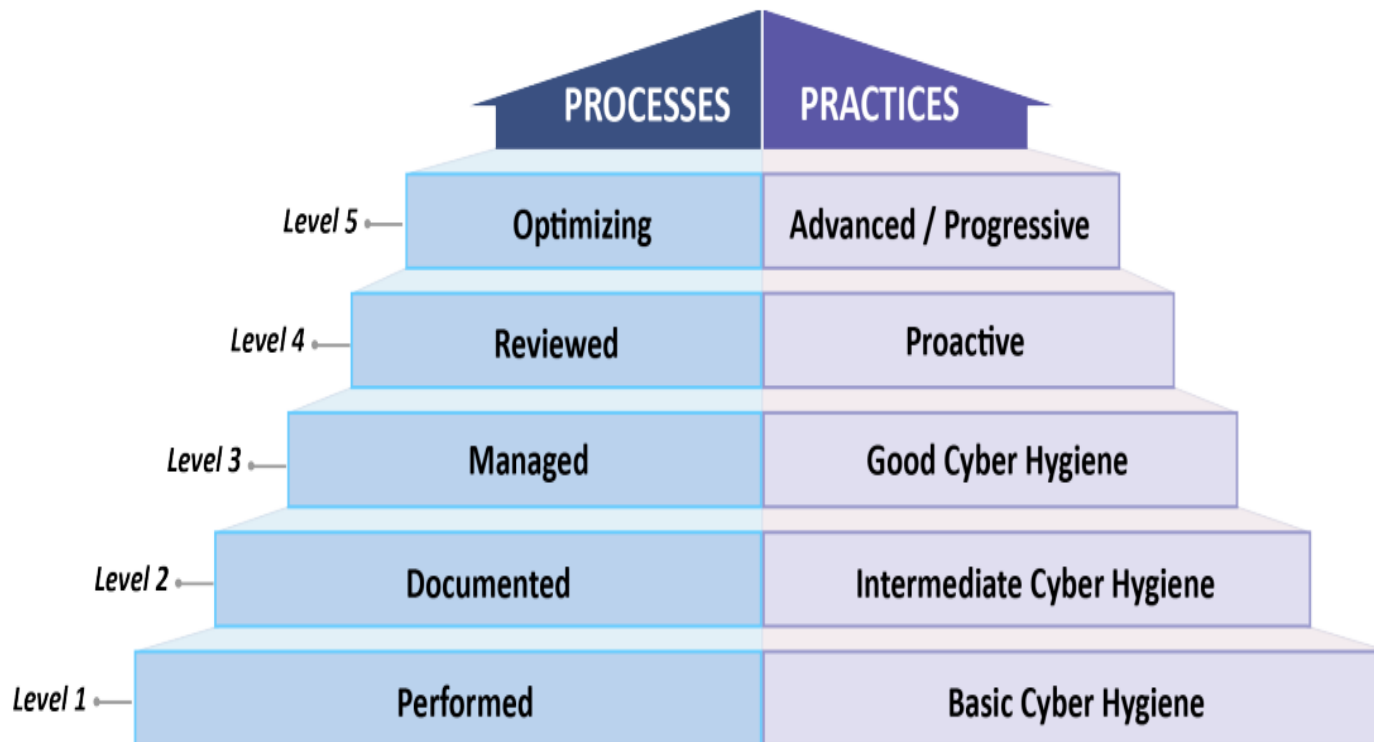 PROCESSES PRACTICES
Level 5 Optimizing Advanced / Progressive
Level 4 Reviewed Proactive
Level 3 Managed Good Cyber Hygiene
Level 2 Documented Intermediate Cyber Hygiene
Level 1 Performed Basic Cyber Hygiene